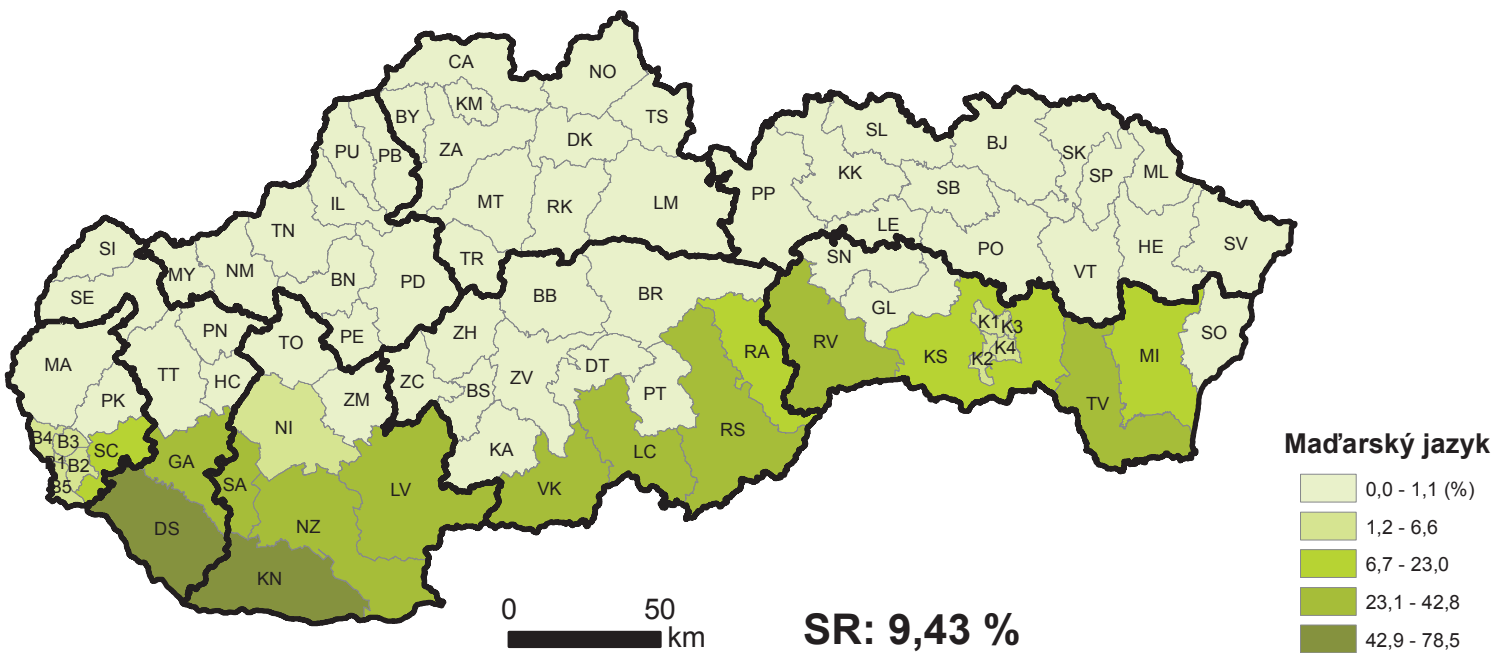 CA
NO
BY
KM
TS
PU
PB
ZA
DK
SL
BJ
SK
SP
ML
IL
MT
RK
LM
PP
KK
SB
LE
PO
HE
SV
SI
MY
NM
TN
BN
PD
TR
VT
SE
BB
BR
SN
GL
PN
TO
PE
ZH
MA
TT
HC
PK
ZC
BS
ZV
DT
PT
RA
RV
KS
K1
K3
K4
K2
MI
SO
TV
ZM
NI
KA
B4
B3
B2
B5
SC
GA
SA
LV
VK
LC
RS
DS
NZ
KN
0 50
km
SR: 9,43 %
Maďarský jazyk
0,0 - 1,1 (%)
1,2 - 6,6
6,7 - 23,0
23,1 - 42,8
42,9 - 78,5